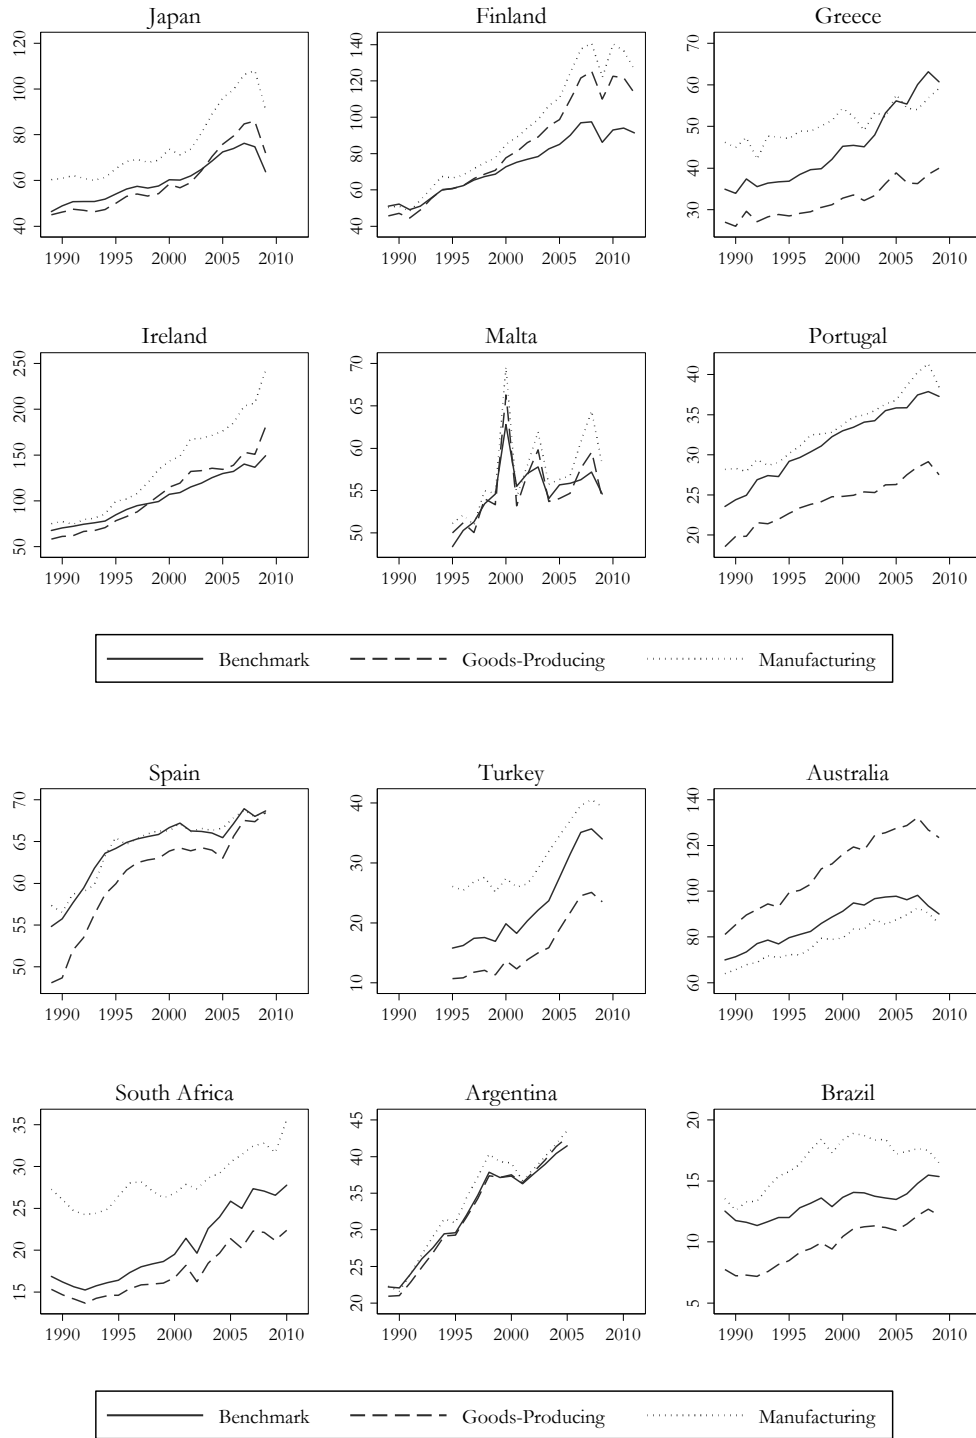 Japan
Finland
Greece
40 60 80 100 120
1990 1995 2000 2005 2010
40 60 80 100 120 140
1990 1995 2000 2005 2010
30 40 50 60 70
1990 1995 2000 2005 2010
Ireland
Malta
Portugal
50 100 150 200 250
1990 1995 2000 2005 2010
50 55 60 65 70
1990 1995 2000 2005 2010
20 25 30 35 40
1990 1995 2000 2005 2010
Benchmark Goods-Producing Manufacturing
Spain
Turkey
Australia
50 55 60 65 70
1990 1995 2000 2005 2010
10 20 30 40
1990 1995 2000 2005 2010
60 80 100 120 140
1990 1995 2000 2005 2010
South Africa
Argentina
Brazil
15 20 25 30 35
1990 1995 2000 2005 2010
20 25 30 35 40 45
1990 1995 2000 2005 2010
5 10 15 20
1990 1995 2000 2005 2010
Benchmark Goods-Producing Manufacturing